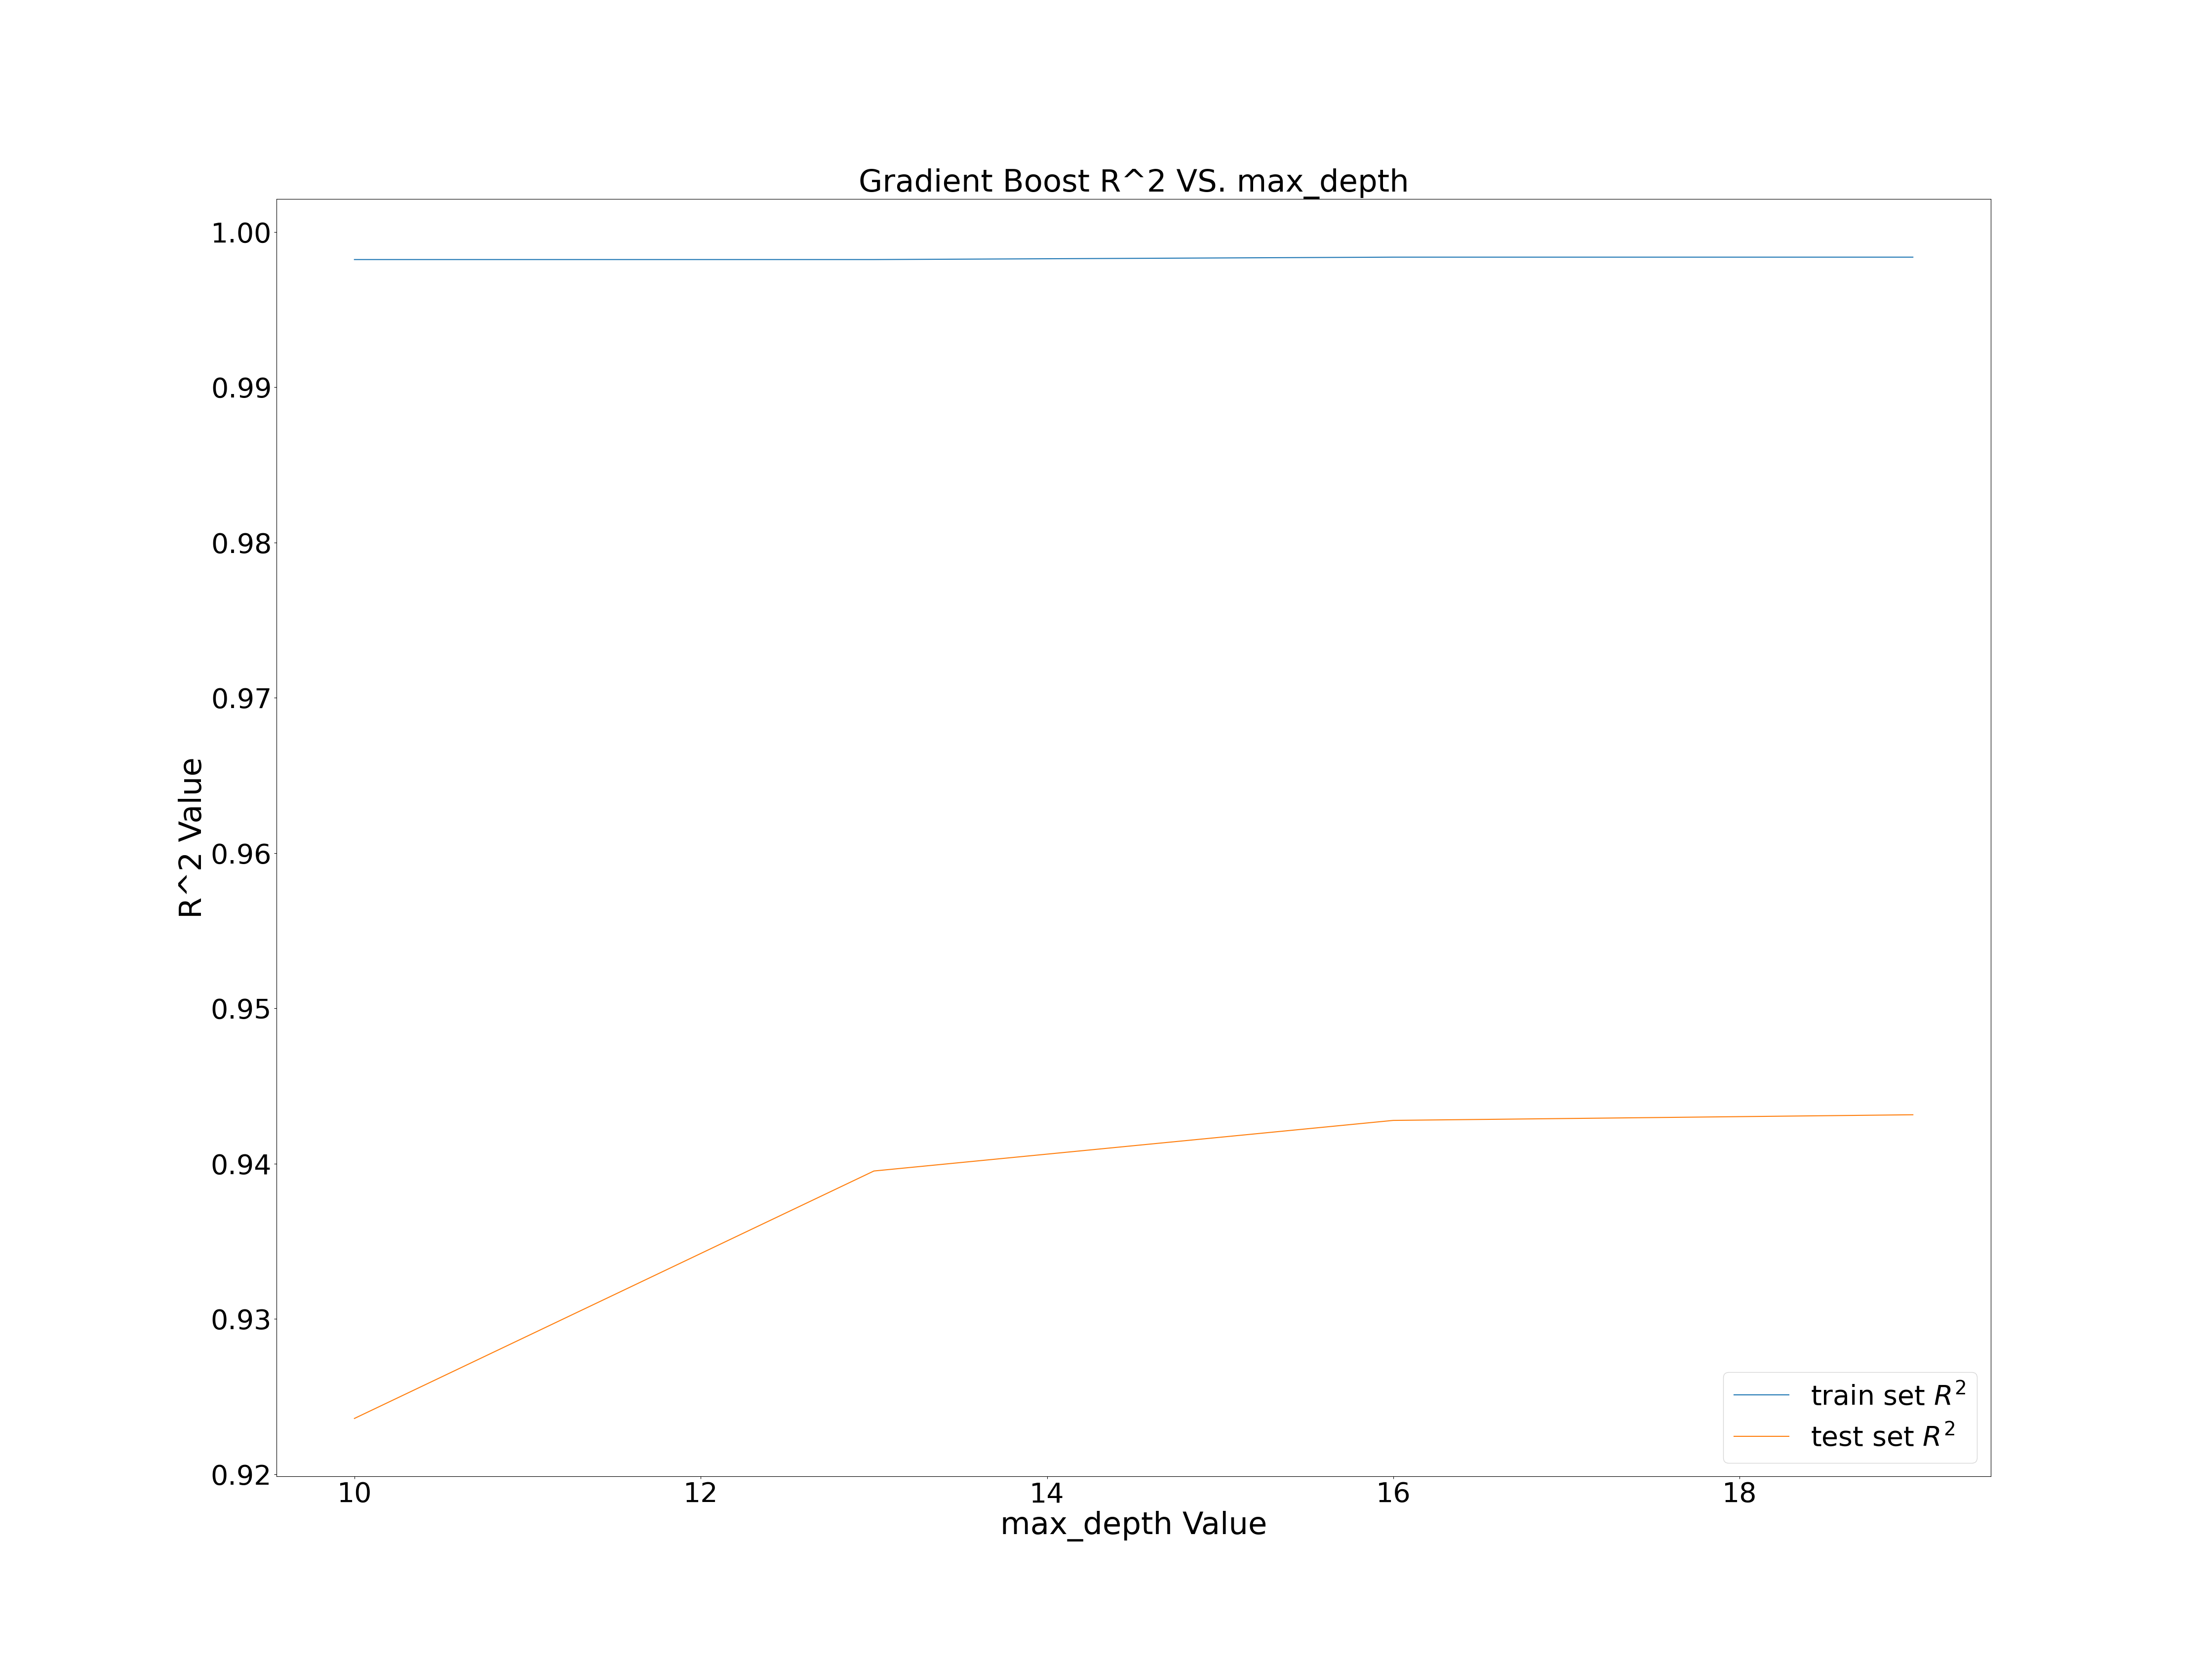 Gradient Boost R^2 VS. max_depth
R^2 Value
1.00
0.99
0.98
0.97
0.96
0.95
0.94
0.93
0.92
10 12 14 16 18
max_depth Value
train set R²
test set R²